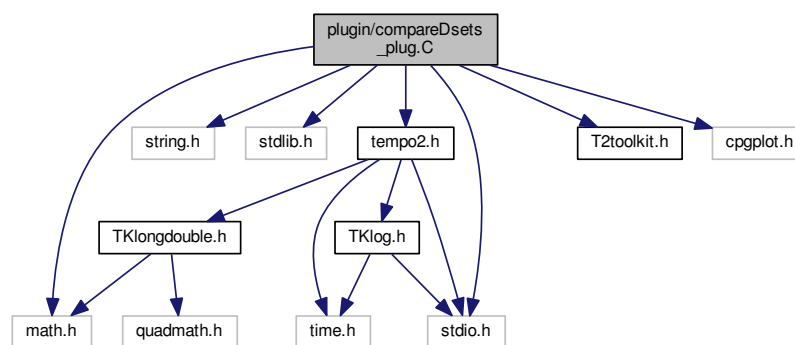 plugin/compareDsets
_plug.C
string.h
stdlib.h
tempo2.h
T2toolkit.h
cpgplot.h
TKlongdouble.h
TKlog.h
math.h
quadmath.h
time.h
stdio.h